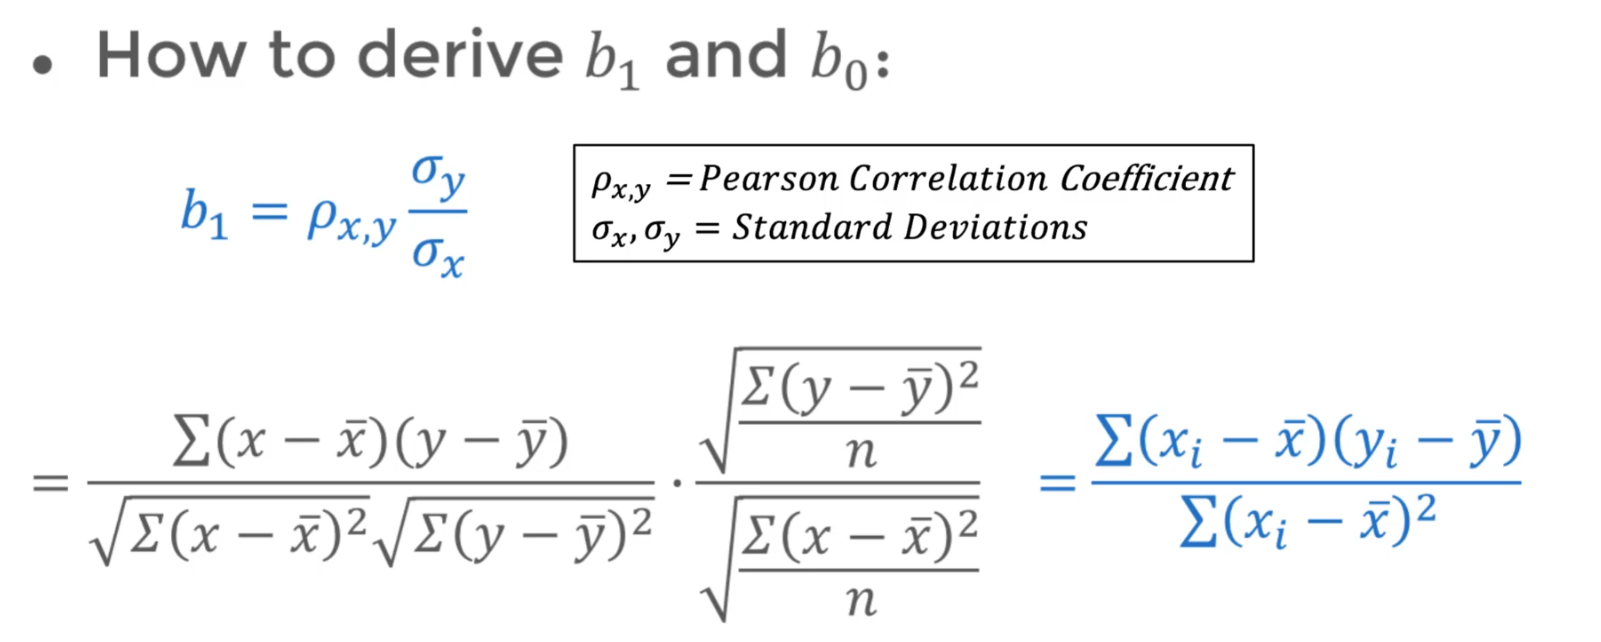 • How to derive b₁ and b₀:
b₁ = ρₓ,ᵧ σᵧ/σₓ
ρₓ,ᵧ = Pearson Correlation Coefficient
σₓ, σᵧ = Standard Deviations
= Σ(x − x̄)(y − ȳ) / √Σ(x − x̄)² √Σ(y − ȳ)² · √(Σ(y − ȳ)²/n) / √(Σ(x − x̄)²/n) = Σ(xᵢ − x̄)(yᵢ − ȳ) / Σ(xᵢ − x̄)²